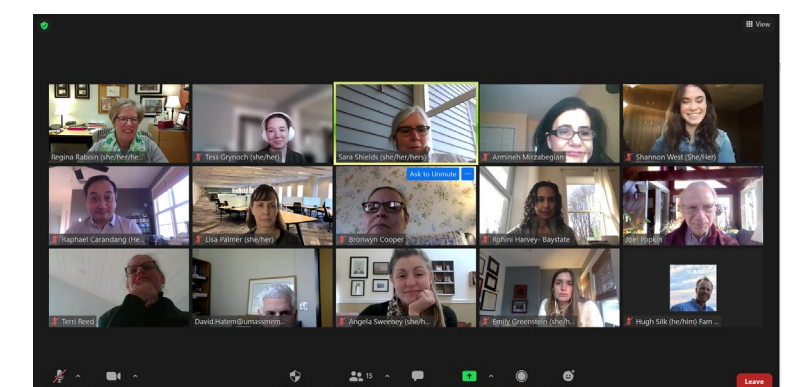 View
Regina Raboin (she/her/he...
Tess Grynoch (she/her)
Sara Shields (she/her/hers)
Armineh Mirzabegian
Shannon West (She/Her)
Ask to Unmute ...
Raphael Carandang (He...
Lisa Palmer (she/her)
Bronwyn Cooper
Rohini Harvey- Baystate
Joel Popkin
Terri Reed
David.Hatem@umassmem...
Angela Sweeney (she/h...
Emily Greenstein (she/h...
Hugh Silk (he/him) Fam ...
15
Leave